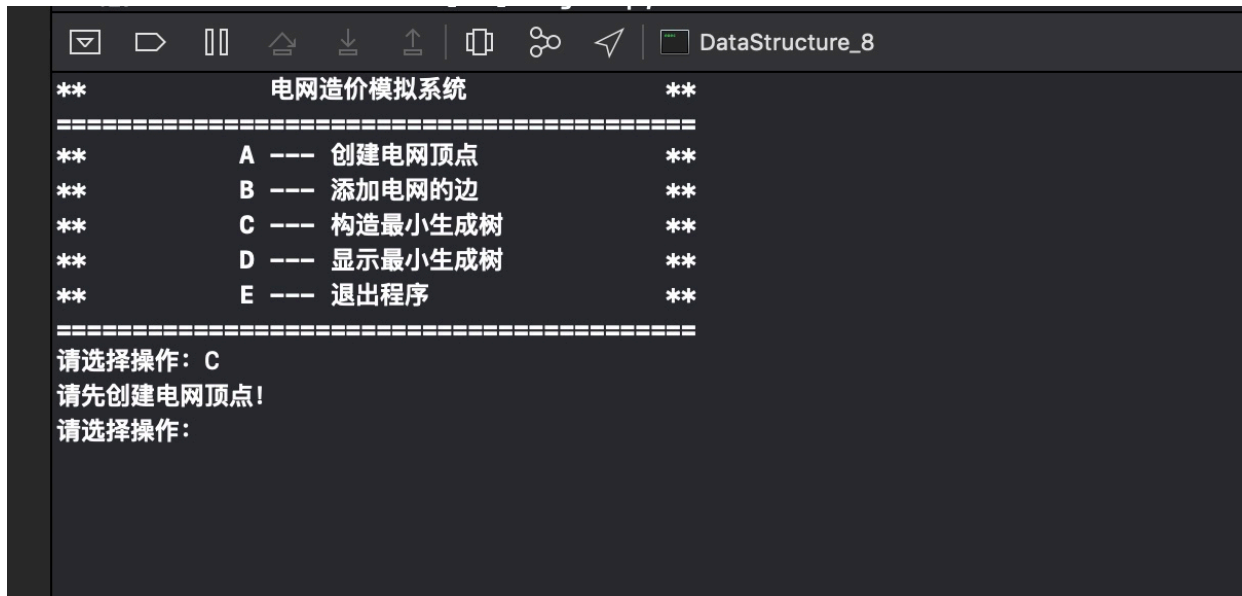 DataStructure_8
** 电网造价模拟系统 **
==========================================
** A --- 创建电网顶点 **
** B --- 添加电网的边 **
** C --- 构造最小生成树 **
** D --- 显示最小生成树 **
** E --- 退出程序 **
==========================================
请选择操作：C
请先创建电网顶点！
请选择操作：